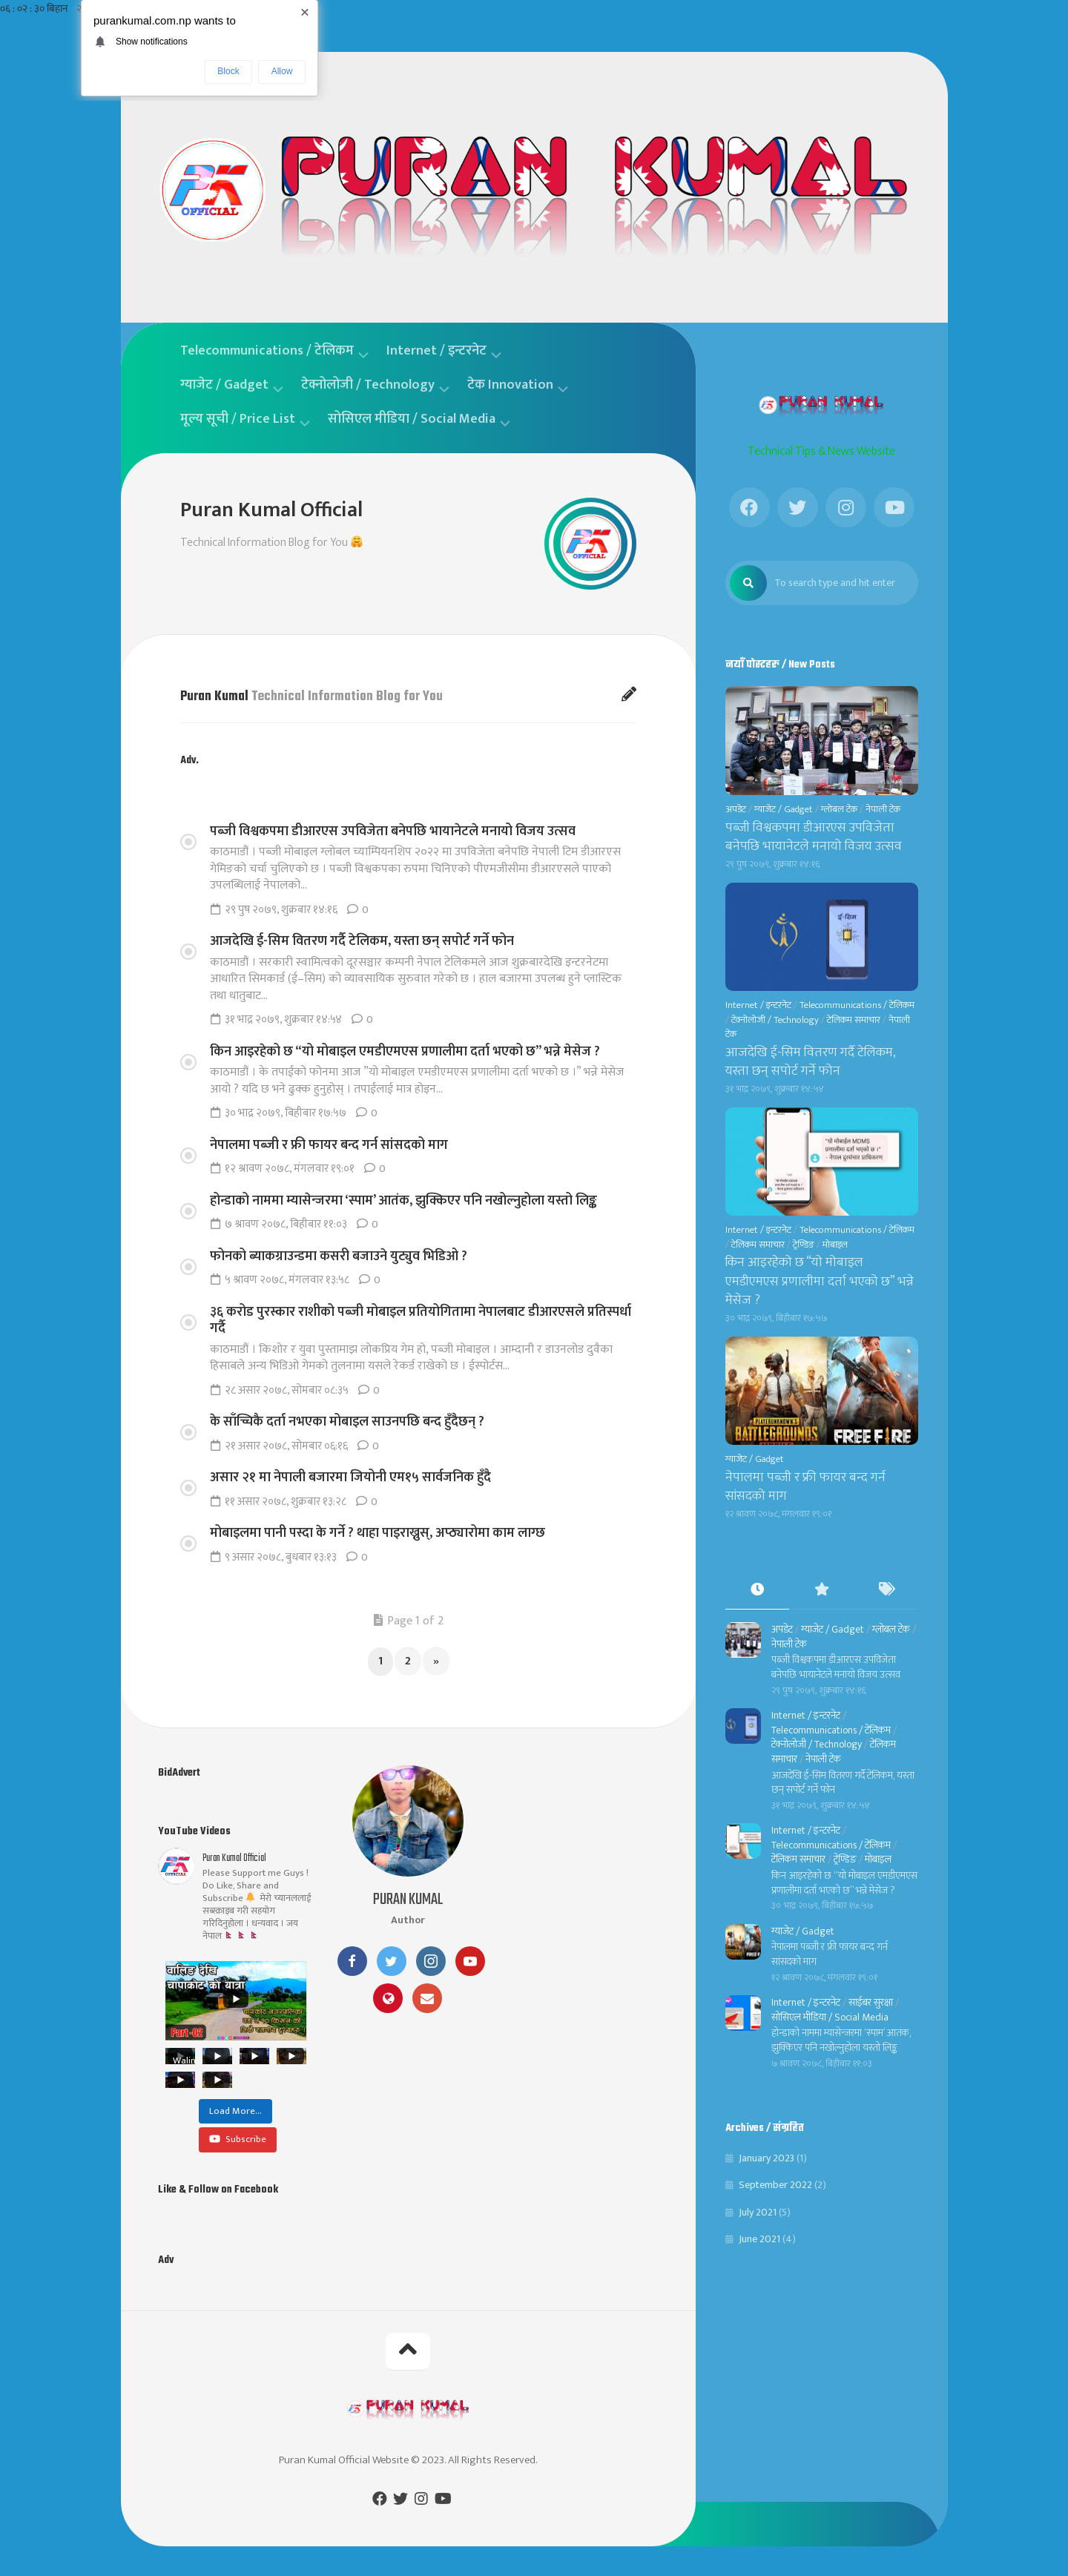 ०६ : ०२ : ३० बिहान
purankumal.com.np wants to
Show notifications
Block
Allow
PK
OFFICIAL
PURAN KUMAL
Telecommunications / टेलिकम
Internet / इन्टरनेट
ग्याजेट / Gadget
टेक्नोलोजी / Technology
टेक Innovation
मूल्य सूची / Price List
सोसिएल मीडिया / Social Media
Puran Kumal Official
Technical Information Blog for You 🤗
Puran Kumal Technical Information Blog for You
Adv.
पब्जी विश्वकपमा डीआरएस उपविजेता बनेपछि भायानेटले मनायो विजय उत्सव
काठमाडौं । पब्जी मोबाइल ग्लोबल च्याम्पियनशिप २०२२ मा उपविजेता बनेपछि नेपाली टिम डीआरएस
गेमिङको चर्चा चुलिएको छ । पब्जी विश्वकपका रुपमा चिनिएको पीएमजीसीमा डीआरएसले पाएको
उपलब्धिलाई नेपालको...
२९ पुष २०७९, शुक्रबार १४:१६ 0
आजदेखि ई-सिम वितरण गर्दै टेलिकम, यस्ता छन् सपोर्ट गर्ने फोन
काठमाडौं । सरकारी स्वामित्वको दूरसञ्चार कम्पनी नेपाल टेलिकमले आज शुक्रबारदेखि इन्टरनेटमा
आधारित सिमकार्ड (ई–सिम) को व्यावसायिक सुरुवात गरेको छ । हाल बजारमा उपलब्ध हुने प्लास्टिक
तथा धातुबाट...
३१ भाद्र २०७९, शुक्रबार १४:५४ 0
किन आइरहेको छ “यो मोबाइल एमडीएमएस प्रणालीमा दर्ता भएको छ” भन्ने मेसेज ?
काठमाडौं । के तपाईको फोनमा आज ”यो मोबाइल एमडीएमएस प्रणालीमा दर्ता भएको छ ।” भन्ने मेसेज
आयो ? यदि छ भने ढुक्क हुनुहोस् । तपाईंलाई मात्र होइन...
३० भाद्र २०७९, बिहीबार १७:५७ 0
नेपालमा पब्जी र फ्री फायर बन्द गर्न सांसदको माग
१२ श्रावण २०७८, मंगलवार १९:०१ 0
होन्डाको नाममा म्यासेन्जरमा ‘स्पाम’ आतंक, झुक्किएर पनि नखोल्नुहोला यस्तो लिङ्क
७ श्रावण २०७८, बिहीबार ११:०३ 0
फोनको ब्याकग्राउन्डमा कसरी बजाउने युट्युव भिडिओ ?
५ श्रावण २०७८, मंगलवार १३:५८ 0
३६ करोड पुरस्कार राशीको पब्जी मोबाइल प्रतियोगितामा नेपालबाट डीआरएसले प्रतिस्पर्धा
गर्दै
काठमाडौं । किशोर र युवा पुस्तामाझ लोकप्रिय गेम हो, पब्जी मोबाइल । आम्दानी र डाउनलोड दुवैका
हिसाबले अन्य भिडिओ गेमको तुलनामा यसले रेकर्ड राखेको छ । ईस्पोर्टस...
२८ असार २०७८, सोमबार ०८:३५ 0
के साँच्चिकै दर्ता नभएका मोबाइल साउनपछि बन्द हुँदैछन् ?
२१ असार २०७८, सोमबार ०६:१६ 0
असार २१ मा नेपाली बजारमा जियोनी एम१५ सार्वजनिक हुँदै
११ असार २०७८, शुक्रबार १३:२८ 0
मोबाइलमा पानी पस्दा के गर्ने ? थाहा पाइराख्नुस्, अप्ठ्यारोमा काम लाग्छ
९ असार २०७८, बुधबार १३:१३ 0
Page 1 of 2
1 2 »
BidAdvert
YouTube Videos
Puran Kumal Official
Please Support me Guys !
Do Like, Share and
Subscribe 🔔 मेरो च्यानललाई
सब्स्क्राइब गरी सहयोग
गरिदिनुहोला । धन्यवाद । जय
नेपाल 🇳🇵 🇳🇵 🇳🇵
वालिङ देखि
चापाकोट को यात्रा
Part -02
Walin
Load More...
Subscribe
PURAN KUMAL
Author
Like & Follow on Facebook
Adv
PURAN KUMAL
Puran Kumal Official Website © 2023. All Rights Reserved.
PURAN KUMAL
Technical Tips & News Website
To search type and hit enter
नयाँ पोस्टहरु / New Posts
अपडेट / ग्याजेट / Gadget / ग्लोबल टेक / नेपाली टेक
पब्जी विश्वकपमा डीआरएस उपविजेता
बनेपछि भायानेटले मनायो विजय उत्सव
२९ पुष २०७९, शुक्रबार १४:१६
ई-सिम
Internet / इन्टरनेट / Telecommunications / टेलिकम
/ टेक्नोलोजी / Technology / टेलिकम समाचार / नेपाली
टेक
आजदेखि ई-सिम वितरण गर्दै टेलिकम,
यस्ता छन् सपोर्ट गर्ने फोन
३१ भाद्र २०७९, शुक्रबार १४:५४
"यो मोबाईल MDMS
प्रणालीमा दर्ता भएको छ ।"
- नेपाल दूरसंचार प्राधिकरण
Internet / इन्टरनेट / Telecommunications / टेलिकम
/ टेलिकम समाचार / ट्रेण्डिङ / मोबाइल
किन आइरहेको छ “यो मोबाइल
एमडीएमएस प्रणालीमा दर्ता भएको छ” भन्ने
मेसेज ?
३० भाद्र २०७९, बिहीबार १७:५७
PLAYERUNKNOWN'S
BATTLEGROUNDS
FREE FIRE
ग्याजेट / Gadget
नेपालमा पब्जी र फ्री फायर बन्द गर्न
सांसदको माग
१२ श्रावण २०७८, मंगलवार १९:०१
अपडेट / ग्याजेट / Gadget / ग्लोबल टेक /
नेपाली टेक
पब्जी विश्वकपमा डीआरएस उपविजेता
बनेपछि भायानेटले मनायो विजय उत्सव
२९ पुष २०७९, शुक्रबार १४:१६
Internet / इन्टरनेट /
Telecommunications / टेलिकम /
टेक्नोलोजी / Technology / टेलिकम
समाचार / नेपाली टेक
आजदेखि ई-सिम वितरण गर्दै टेलिकम, यस्ता
छन् सपोर्ट गर्ने फोन
३१ भाद्र २०७९, शुक्रबार १४:५४
Internet / इन्टरनेट /
Telecommunications / टेलिकम /
टेलिकम समाचार / ट्रेण्डिङ / मोबाइल
किन आइरहेको छ “यो मोबाइल एमडीएमएस
प्रणालीमा दर्ता भएको छ” भन्ने मेसेज ?
३० भाद्र २०७९, बिहीबार १७:५७
ग्याजेट / Gadget
नेपालमा पब्जी र फ्री फायर बन्द गर्न
सांसदको माग
१२ श्रावण २०७८, मंगलवार १९:०१
Internet / इन्टरनेट / साईबर सुरक्षा /
सोसिएल मीडिया / Social Media
होन्डाको नाममा म्यासेन्जरमा ‘स्पाम’ आतंक,
झुक्किएर पनि नखोल्नुहोला यस्तो लिङ्क
७ श्रावण २०७८, बिहीबार ११:०३
Archives / संग्रहित
January 2023 (1)
September 2022 (2)
July 2021 (5)
June 2021 (4)